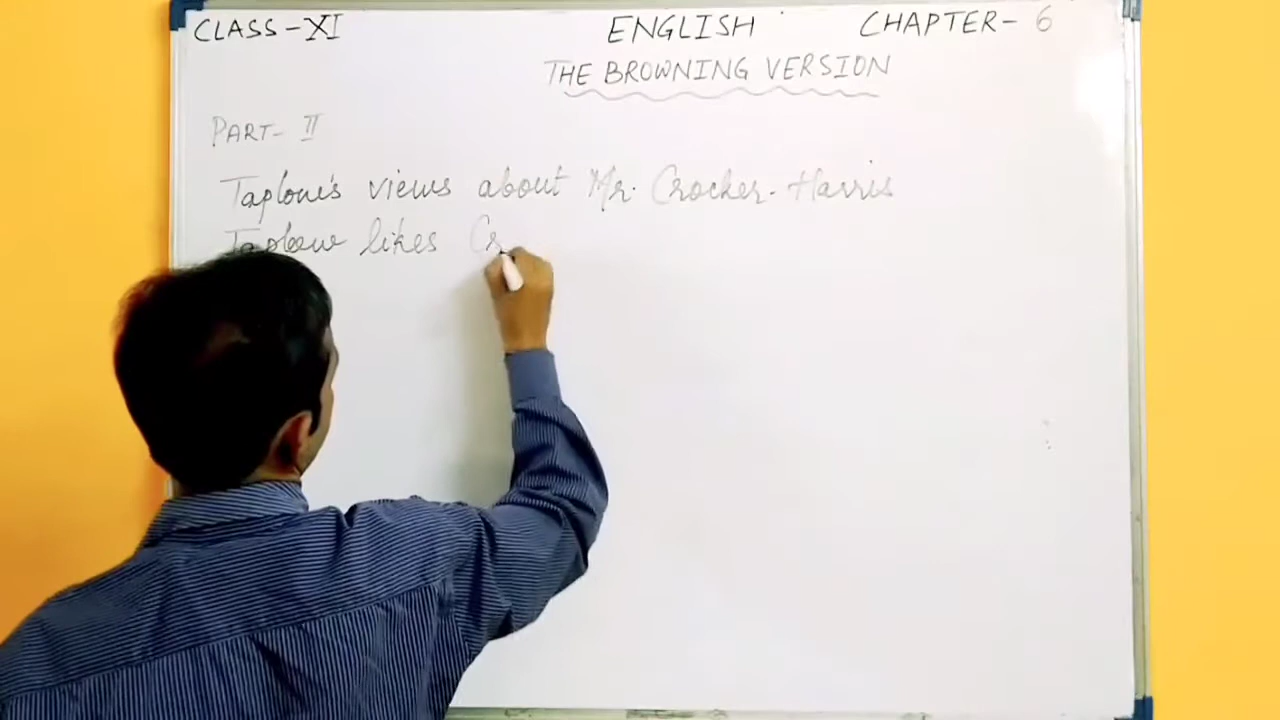 CLASS-XI ENGLISH CHAPTER-6
THE BROWNING VERSION
PART-II
Taplow's views about Mr. Crocker-Harris
Taplow likes Cr